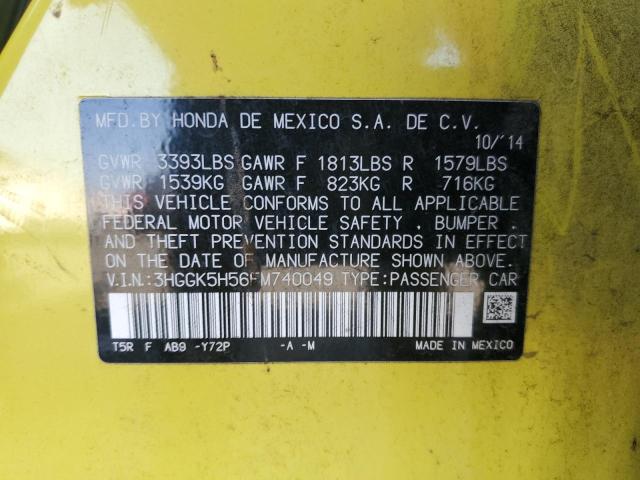 MFD.BY HONDA DE MEXICO S.A. DE C.V.
10/'14
GVWR 3393LBS GAWR F 1813LBS R 1579LBS
GVWR 1539KG GAWR F 823KG R 716KG
THIS VEHICLE CONFORMS TO ALL APPLICABLE
FEDERAL MOTOR VEHICLE SAFETY , BUMPER ,
AND THEFT PREVENTION STANDARDS IN EFFECT
ON THE DATE OF MANUFACTURE SHOWN ABOVE.
V.I.N.:3HGGK5H56FM740049 TYPE:PASSENGER CAR
T5R F AB9 -Y72P -A -M MADE IN MEXICO